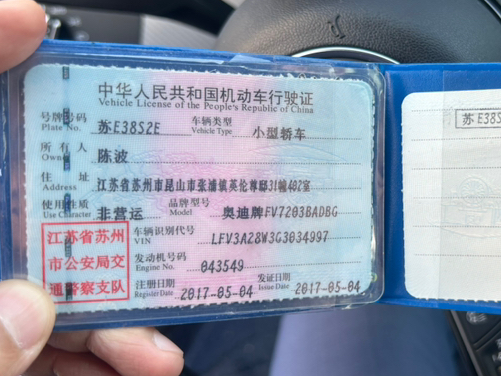 中华人民共和国机动车行驶证
Vehicle License of the People's Republic of China
号牌号码 苏E38S2E 车辆类型 小型轿车
Plate No. Vehicle Type
所有人 陈波
Owner
住址 江苏省苏州市昆山市张浦镇英伦尊邸31幢402室
Address
使用性质 非营运 品牌型号 奥迪牌FV7203BADBG
Use Character Model
江苏省苏州
市公安局交
通警察支队
车辆识别代号 LFV3A28W3G3034997
VIN
发动机号码 043549
Engine No.
注册日期 2017-05-04 发证日期 2017-05-04
Register Date Issue Date
苏E38S